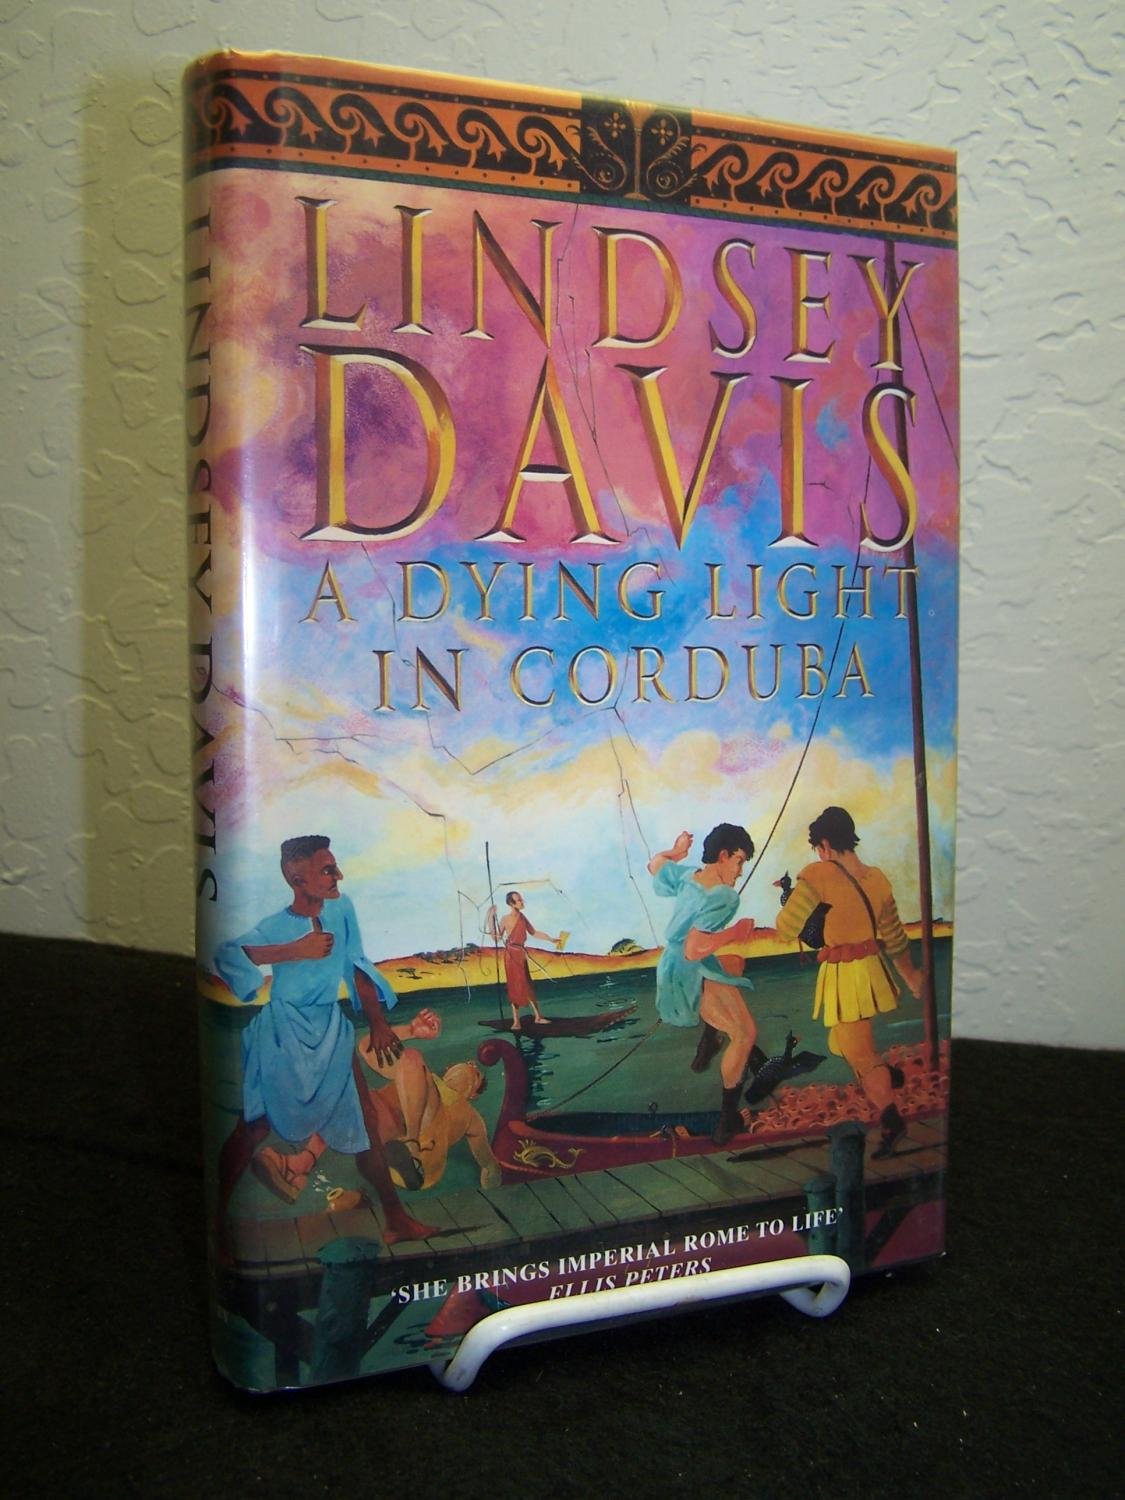 LINDSEY
DAVIS
A DYING LIGHT
IN CORDUBA
'SHE BRINGS IMPERIAL ROME TO LIFE'
ELLIS PETERS
LINDSEY DAVIS